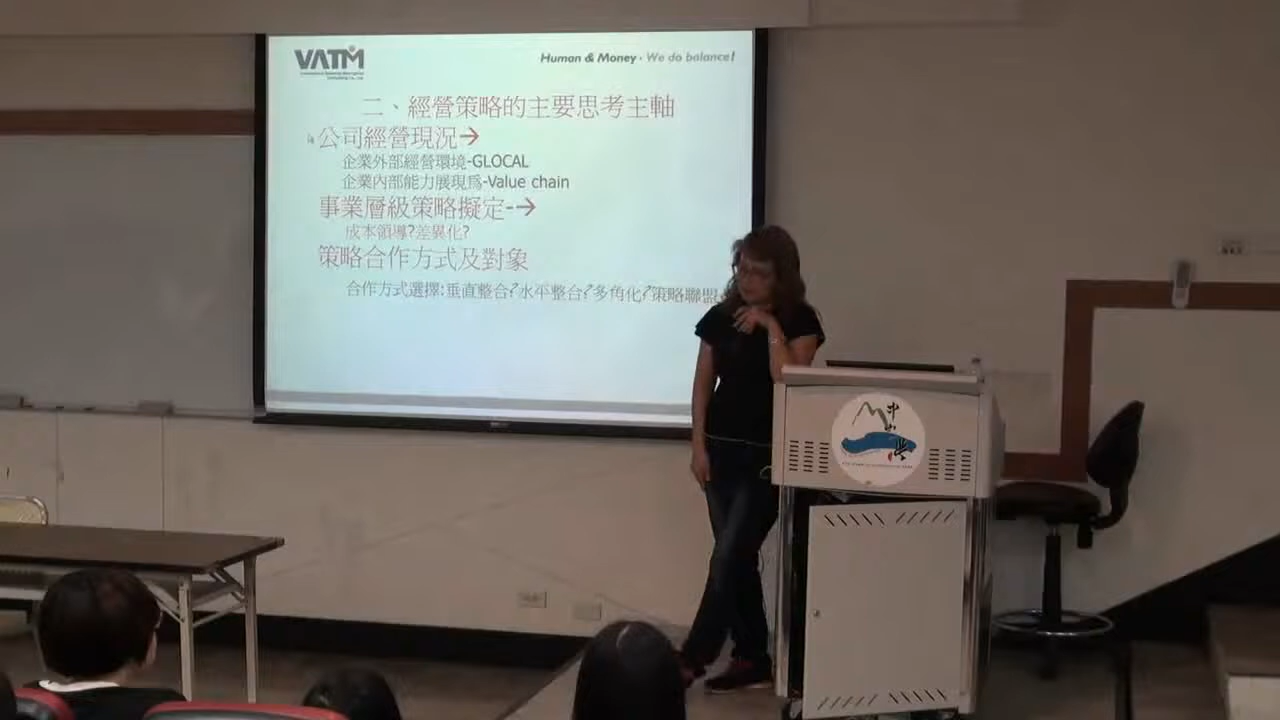 VATM
Human & Money · We do balance!
二、經營策略的主要思考主軸
公司經營現況→
企業外部經營環境-GLOCAL
企業內部能力展現為-Value chain
事業層級策略擬定-→
成本領導?差異化?
策略合作方式及對象
合作方式選擇:垂直整合?水平整合?多角化?策略聯盟